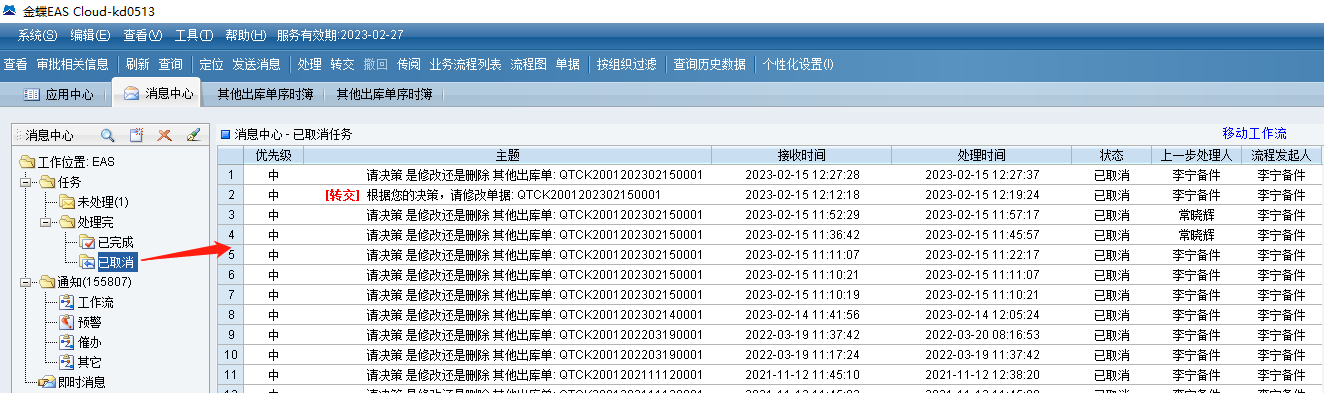 金蝶EAS Cloud-kd0513
系统(S) 编辑(E) 查看(V) 工具(T) 帮助(H) 服务有效期:2023-02-27
查看 审批相关信息 刷新 查询 定位 发送消息 处理 转交 撤回 传阅 业务流程列表 流程图 单据 按组织过滤 查询历史数据 个性化设置(I)
应用中心 消息中心 其他出库单序时簿 其他出库单序时簿
消息中心
工作位置: EAS
任务
未处理(1)
处理完
已完成
已取消
通知(155807)
工作流
预警
催办
其它
即时消息
消息中心 - 已取消任务 移动工作流
优先级 主题 接收时间 处理时间 状态 上一步处理人 流程发起人
1 中 请决策 是修改还是删除 其他出库单: QTCK2001202302150001 2023-02-15 12:27:28 2023-02-15 12:27:37 已取消 李宁备件 李宁备件
2 中 [转交] 根据您的决策，请修改单据: QTCK2001202302150001 2023-02-15 12:12:18 2023-02-15 12:19:24 已取消 李宁备件 李宁备件
3 中 请决策 是修改还是删除 其他出库单: QTCK2001202302150001 2023-02-15 11:52:29 2023-02-15 11:57:17 已取消 常晓辉 李宁备件
4 中 请决策 是修改还是删除 其他出库单: QTCK2001202302150001 2023-02-15 11:36:42 2023-02-15 11:45:57 已取消 常晓辉 李宁备件
5 中 请决策 是修改还是删除 其他出库单: QTCK2001202302150001 2023-02-15 11:11:07 2023-02-15 11:22:17 已取消 李宁备件 李宁备件
6 中 请决策 是修改还是删除 其他出库单: QTCK2001202302150001 2023-02-15 11:10:21 2023-02-15 11:11:07 已取消 李宁备件 李宁备件
7 中 请决策 是修改还是删除 其他出库单: QTCK2001202302150001 2023-02-15 11:10:19 2023-02-15 11:10:21 已取消 李宁备件 李宁备件
8 中 请决策 是修改还是删除 其他出库单: QTCK2001202302140001 2023-02-14 11:41:56 2023-02-14 12:05:24 已取消 李宁备件 李宁备件
9 中 请决策 是修改还是删除 其他出库单: QTCK2001202203190001 2022-03-19 11:37:42 2022-03-20 08:16:53 已取消 李宁备件 李宁备件
10 中 请决策 是修改还是删除 其他出库单: QTCK2001202203190001 2022-03-19 11:17:24 2022-03-19 11:37:42 已取消 李宁备件 李宁备件
11 中 请决策 是修改还是删除 其他出库单: QTCK2001202111120001 2021-11-12 11:45:10 2021-11-12 12:38:20 已取消 李宁备件 李宁备件